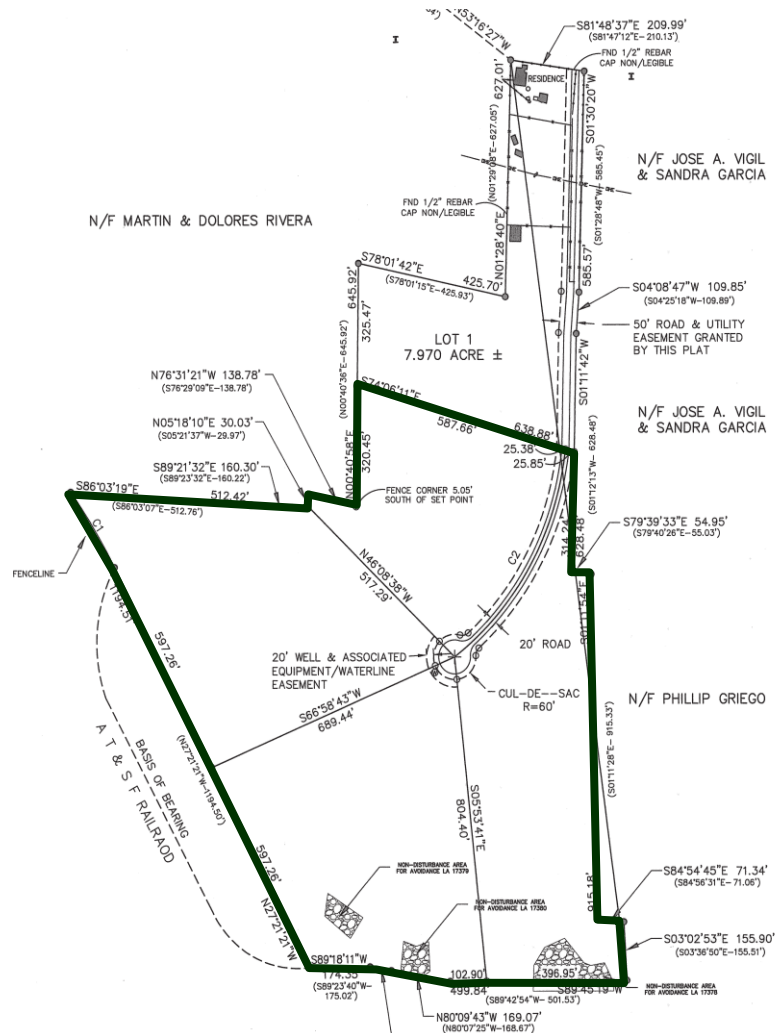 N53°16'27"W
S81°48'37"E 209.99'
(S81°47'12"E-210.13')
FND 1/2" REBAR
CAP NON/LEGIBLE
RESIDENCE
627.01'
(N01°29'08"E-627.05')
N01°28'40"E
S01°30'20"W
(S01°28'48"W-585.45')
585.57'
N/F JOSE A. VIGIL
& SANDRA GARCIA
N/F MARTIN & DOLORES RIVERA
FND 1/2" REBAR
CAP NON/LEGIBLE
S78°01'42"E
425.70'
(S78°01'15"E-425.93')
645.92'
325.47'
(N00°40'36"E-645.92')
S04°08'47"W 109.85'
(S04°25'18"W-109.89')
50' ROAD & UTILITY
EASEMENT GRANTED
BY THIS PLAT
LOT 1
7.970 ACRE ±
S01°11'42"W
N76°31'21"W 138.78'
(S76°29'09"E-138.78')
S74°06'11"E
638.88'
587.66'
25.38'
25.85'
N/F JOSE A. VIGIL
& SANDRA GARCIA
N05°18'10"E 30.03'
(S05°21'37"W-29.97')
S89°21'32"E 160.30'
(S89°23'32"E-160.22')
N00°40'58"E
320.45'
(S01°12'13"W- 628.48')
S86°03'19"E
512.42'
(S86°03'07"E-512.76')
FENCE CORNER 5.05'
SOUTH OF SET POINT
314.24'
628.48'
S79°39'33"E 54.95'
(S79°40'26"E-55.03')
C1
FENCELINE
1194.51'
N46°08'38"W
517.29'
C2
S01°11'54"E
20' ROAD
597.26'
20' WELL & ASSOCIATED
EQUIPMENT/WATERLINE
EASEMENT
CUL-DE--SAC
R=60'
S66°58'43"W
689.44'
N/F PHILLIP GRIEGO
(S01°11'28"E- 915.33')
BASIS OF BEARING
A T & S F RAILRAOD
(N27°21'21"W-1194.50')
S05°53'41"E
804.40'
597.26'
N27°21'21"W
NON-DISTURBANCE AREA
FOR AVOIDANCE LA 17379
NON-DISTURBANCE AREA
FOR AVOIDANCE LA 17380
915.18'
S84°54'45"E 71.34'
(S84°56'31"E-71.06')
S03°02'53"E 155.90'
(S03°36'50"E-155.51')
S89°18'11"W
174.35'
(S89°23'40"W-
175.02')
102.90'
396.95'
499.84'
S89°45'19"W
(S89°42'54"W-501.53')
NON-DISTURBANCE AREA
FOR AVOIDANCE LA 17378
N80°09'43"W 169.07'
(N80°07'25"W-168.67')